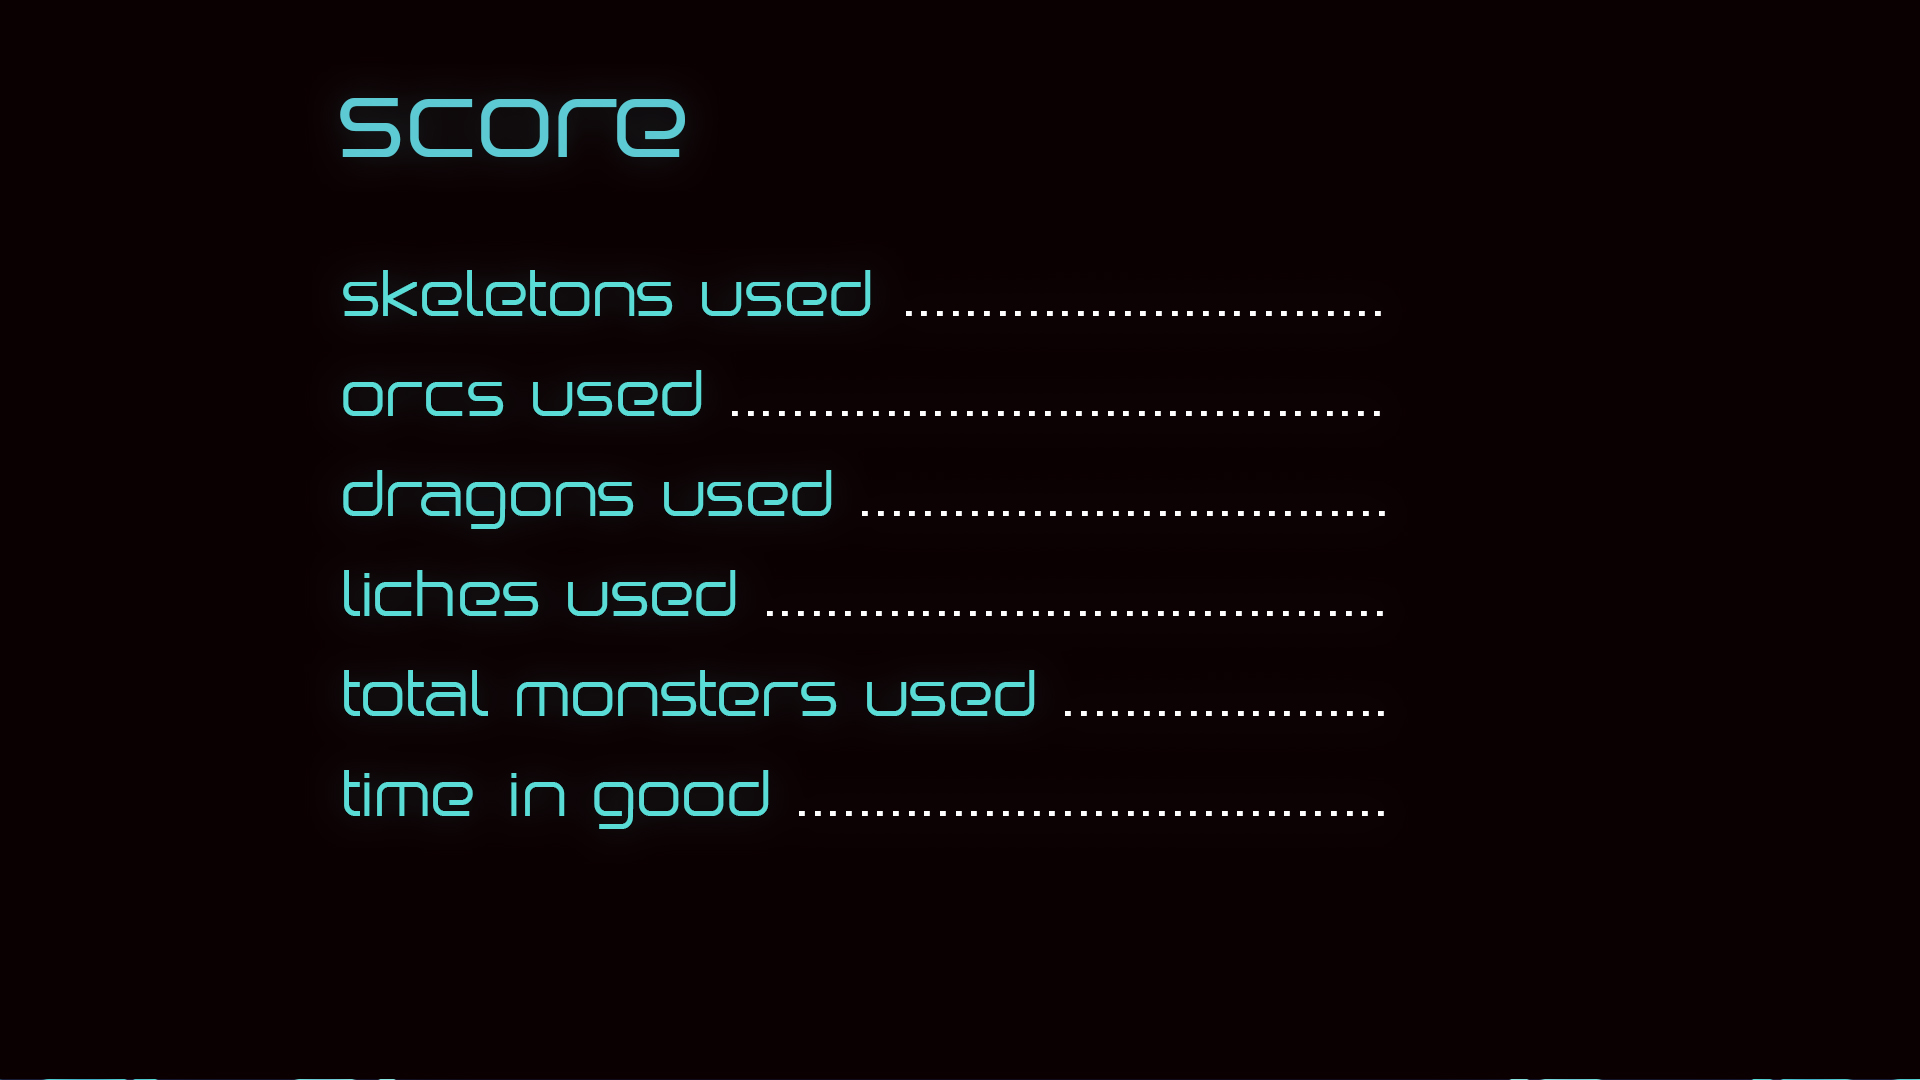 score
skeletons used ...............................
orcs used ..........................................
dragons used ..................................
liches used ........................................
total monsters used .....................
time in good ......................................